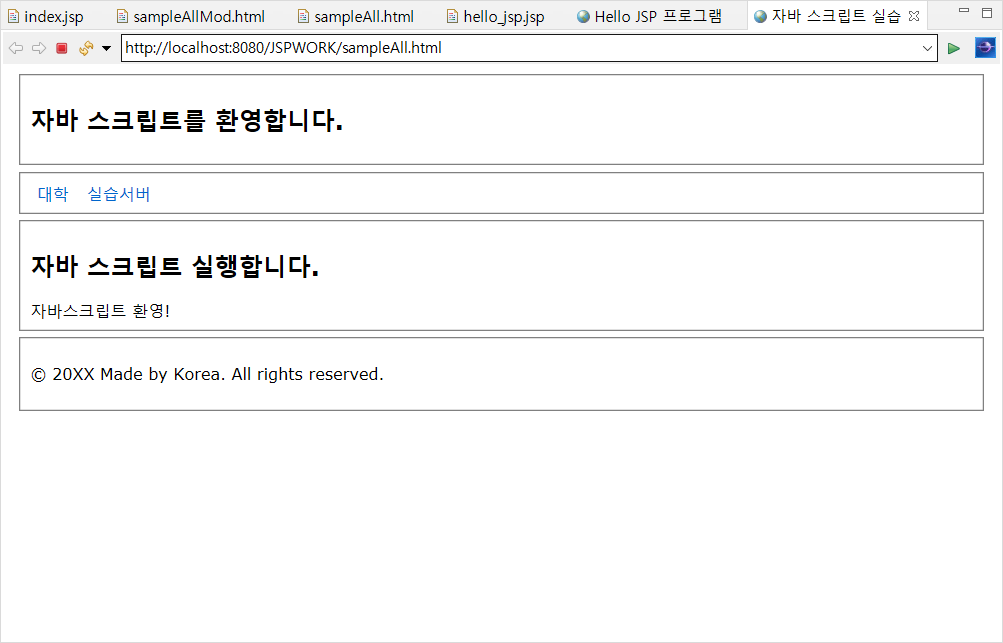 index.jsp sampleAllMod.html sampleAll.html hello_jsp.jsp Hello JSP 프로그램 자바 스크립트 실습
http://localhost:8080/JSPWORK/sampleAll.html
자바 스크립트를 환영합니다.
대학 실습서버
자바 스크립트 실행합니다.
자바스크립트 환영!
© 20XX Made by Korea. All rights reserved.